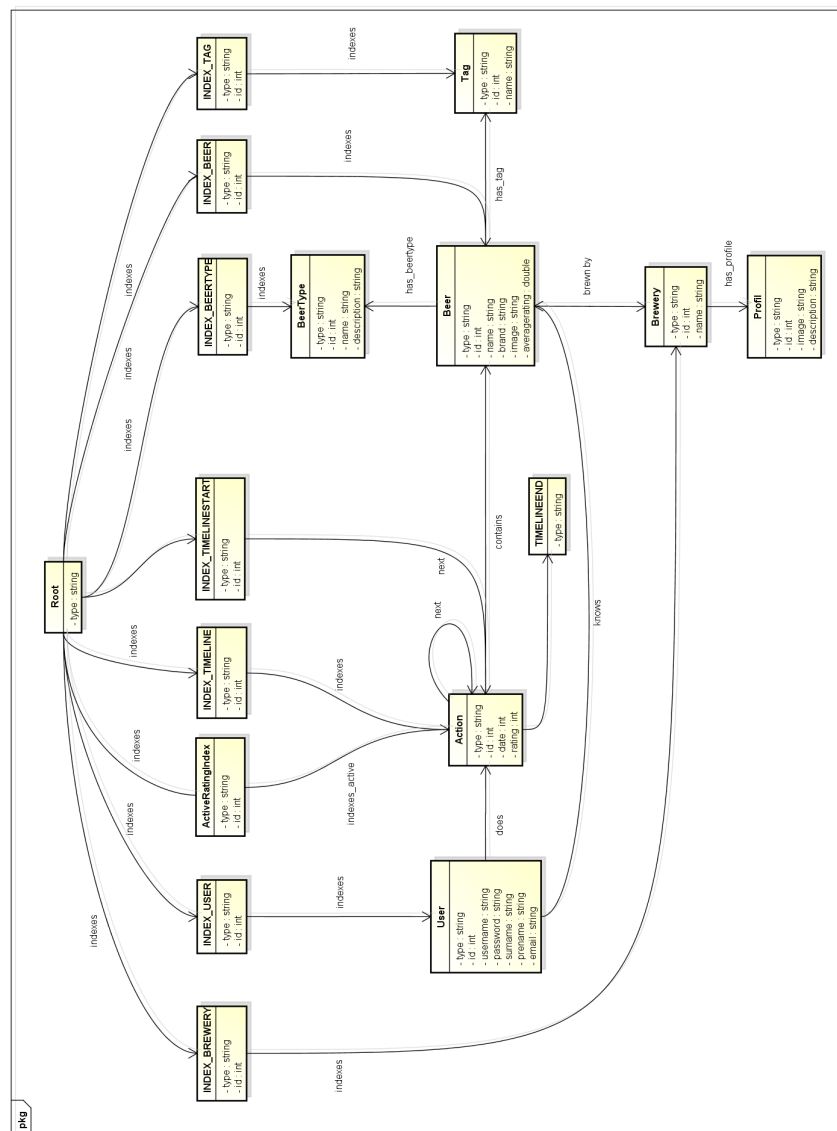 pkg
Root
- type : string
indexes
indexes
indexes
indexes
indexes
indexes
indexes
INDEX_BREWERY
- type : string
- id : int
INDEX_USER
- type : string
- id : int
ActiveRatingIndex
- type : string
- id : int
INDEX_TIMELINE
- type : string
- id : int
INDEX_TIMELINESTART
- type : string
- id : int
INDEX_BEERTYPE
- type : string
- id : int
INDEX_BEER
- type : string
- id : int
INDEX_TAG
- type : string
- id : int
indexes
indexes
indexes_active
indexes
next
indexes
indexes
indexes
BeerType
- type : string
- id : int
- name : string
- description : string
has_beertype
User
- type : string
- id : int
- username : string
- password : string
- surname : string
- prename : string
- email : string
does
Action
- type : string
- id : int
- date : int
- rating : int
next
contains
Beer
- type : string
- id : int
- name : string
- brand : string
- image : string
- averagerating : double
has_tag
Tag
- type : string
- id : int
- name : string
TIMELINEEND
- type : string
knows
brewn by
Brewery
- type : string
- id : int
- name : string
has_profile
Profil
- type : string
- id : int
- image : string
- description : string